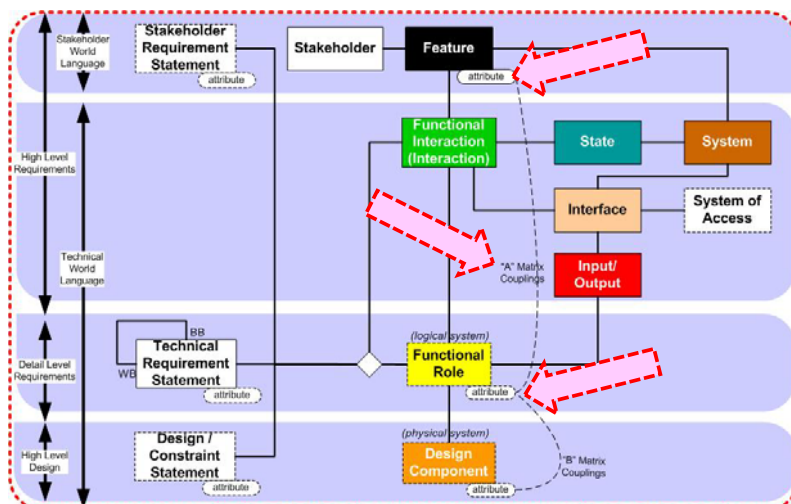 Stakeholder
World
Language
Stakeholder
Requirement
Statement
attribute
Stakeholder
Feature
attribute
High Level
Requirements
Technical
World
Language
Functional
Interaction
(Interaction)
State
System
Interface
System of
Access
"A" Matrix
Couplings
Input/
Output
Detail Level
Requirements
BB
WB
Technical
Requirement
Statement
attribute
(logical system)
Functional
Role
attribute
High Level
Design
Design /
Constraint
Statement
attribute
(physical system)
Design
Component
attribute
"B" Matrix
Couplings